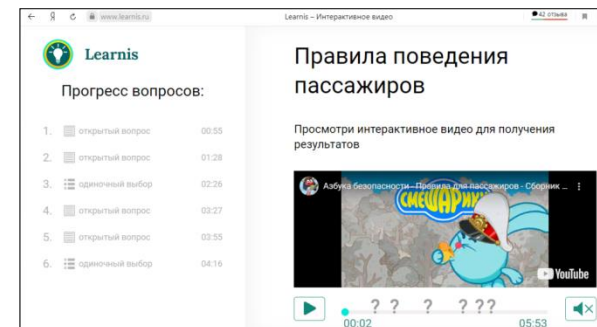 www.learnis.ru
Learnis – Интерактивное видео
42 отзыва
Learnis
Прогресс вопросов:
1. открытый вопрос 00:55
2. открытый вопрос 01:28
3. одиночный выбор 02:26
4. открытый вопрос 03:27
5. открытый вопрос 03:55
6. одиночный выбор 04:16
Правила поведения
пассажиров
Просмотри интерактивное видео для получения
результатов
Азбука безопасности - Правила для пассажиров - Сборник ...
СМЕШАРИКИ
YouTube
? ? ? ? ? ?
00:02 05:53